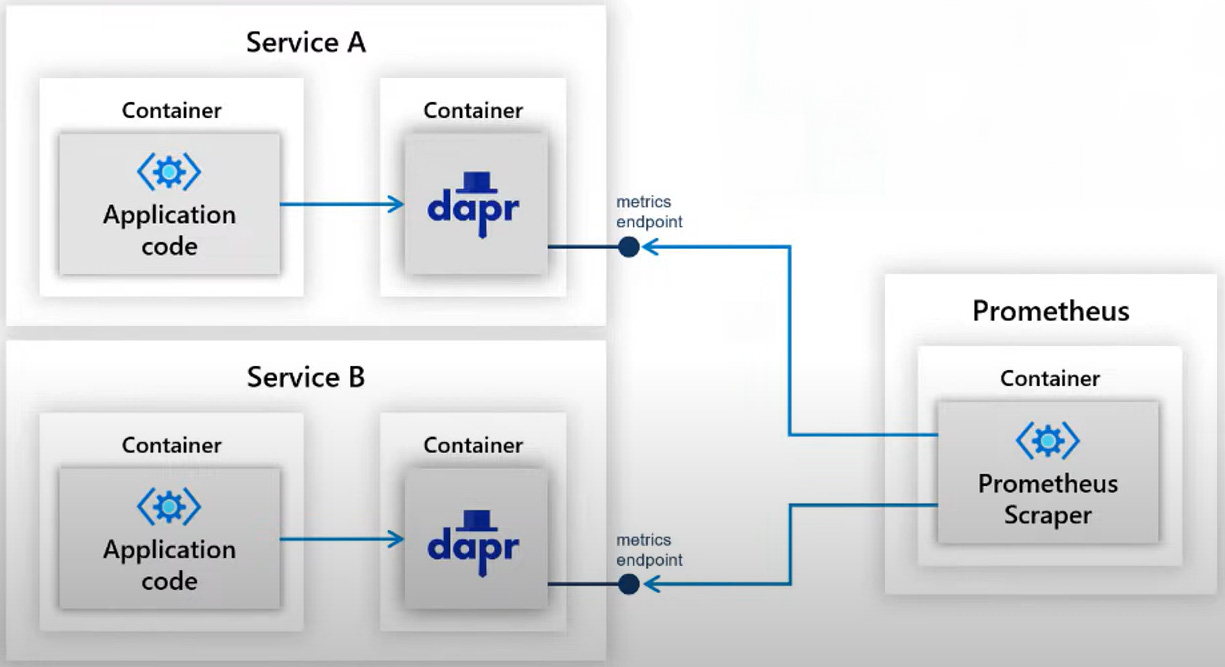 Service A
Container
Application
code
Container
dapr
metrics
endpoint
Service B
Container
Application
code
Container
dapr
metrics
endpoint
Prometheus
Container
Prometheus
Scraper